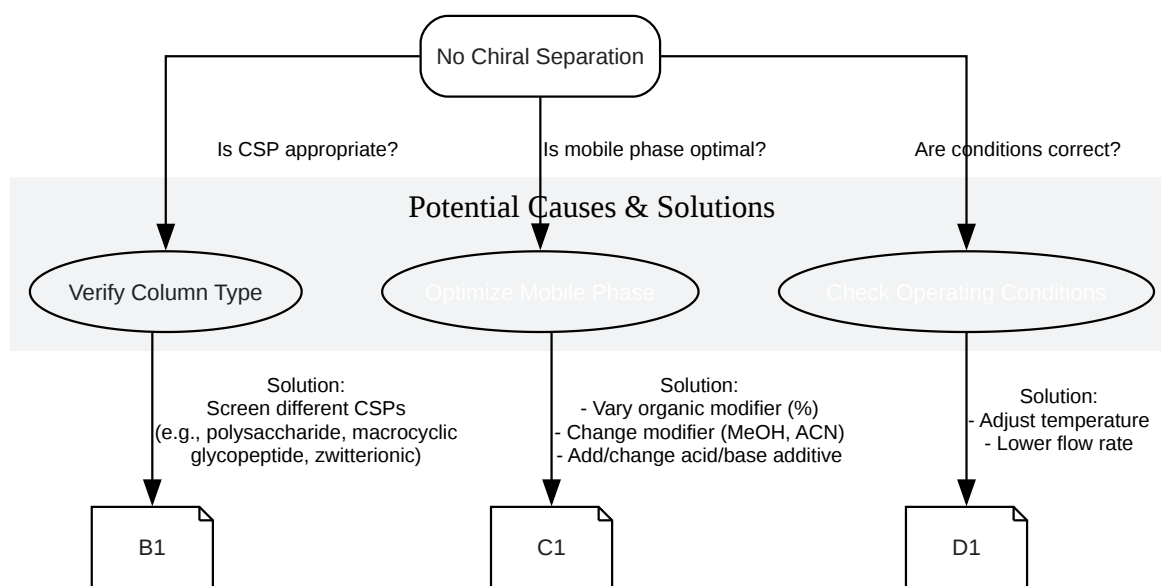 No Chiral Separation
Is CSP appropriate?
Is mobile phase optimal?
Are conditions correct?
Potential Causes & Solutions
Verify Column Type
Optimize Mobile Phase
Check Operating Conditions
Solution:
Screen different CSPs
(e.g., polysaccharide, macrocyclic
glycopeptide, zwitterionic)
Solution:
- Vary organic modifier (%)
- Change modifier (MeOH, ACN)
- Add/change acid/base additive
Solution:
- Adjust temperature
- Lower flow rate
B1
C1
D1